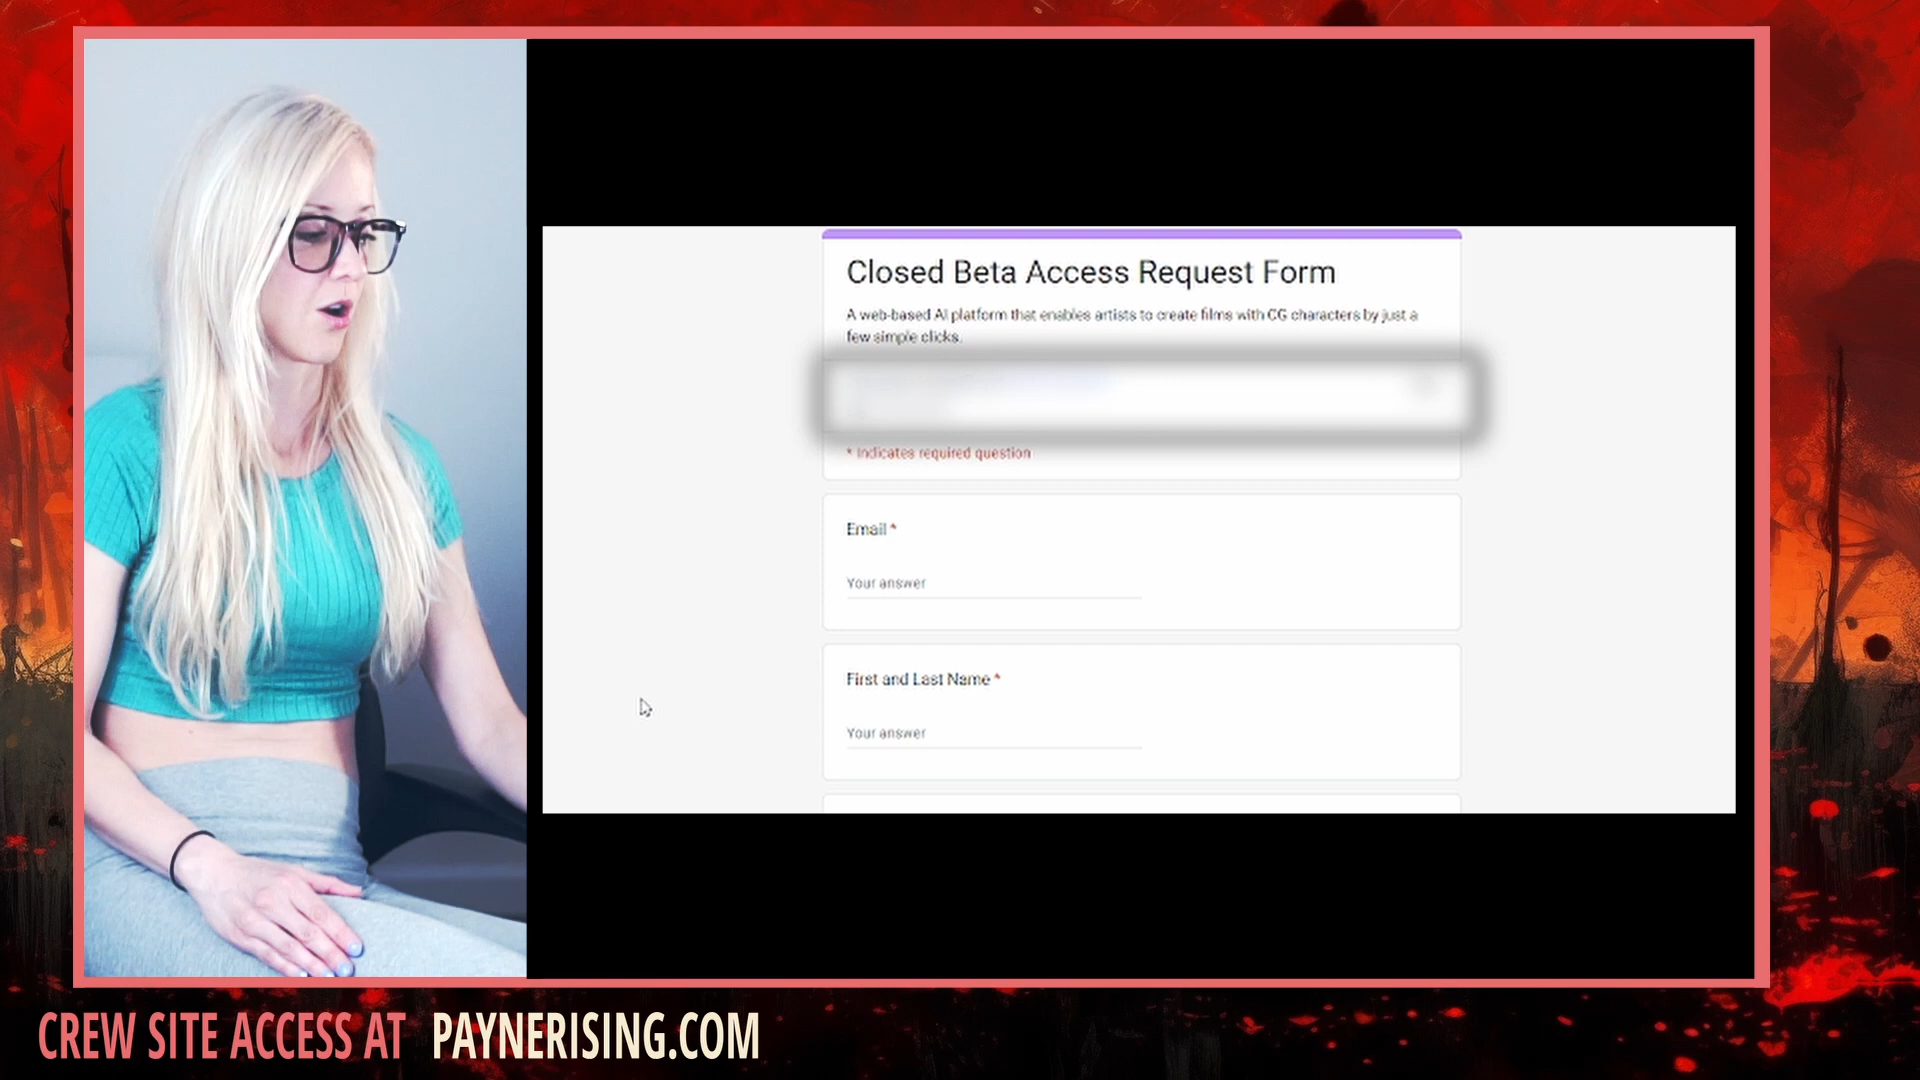 Closed Beta Access Request Form
A web-based AI platform that enables artists to create films with CG characters by just a
few simple clicks.
* Indicates required question
Email *
Your answer
First and Last Name *
Your answer
CREW SITE ACCESS AT PAYNERISING.COM